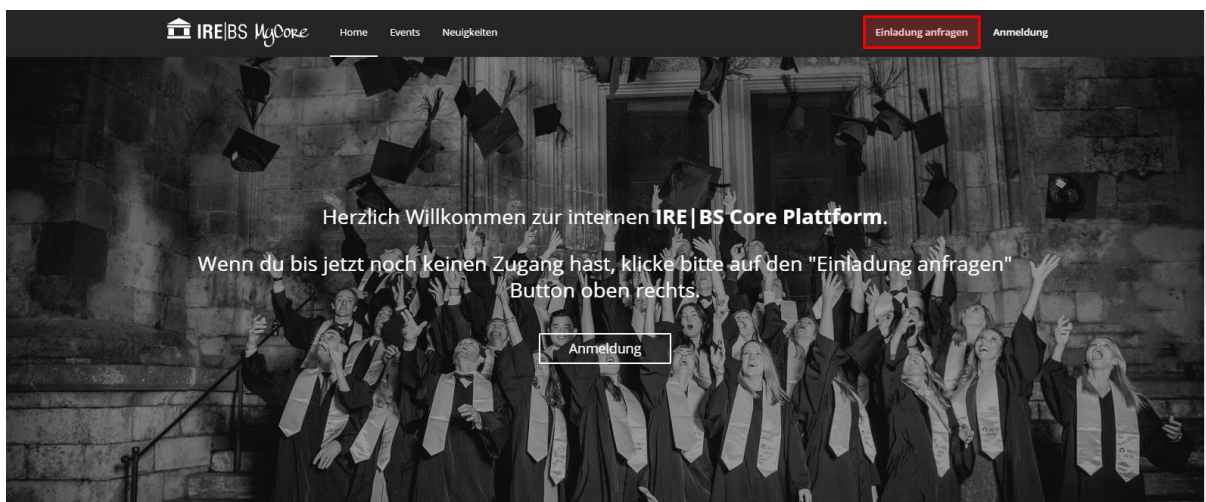 IRE|BS MyCore
Home
Events
Neuigkeiten
Einladung anfragen
Anmeldung
Herzlich Willkommen zur internen IRE|BS Core Plattform.
Wenn du bis jetzt noch keinen Zugang hast, klicke bitte auf den "Einladung anfragen"
Button oben rechts.
Anmeldung